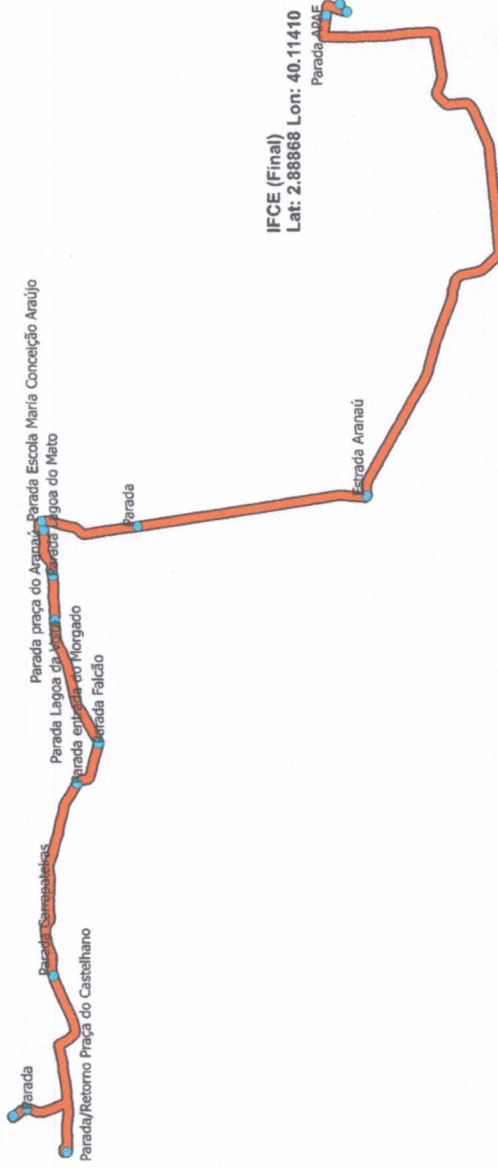 Parada
Parada/Retorno Praça do Castelhano
Parada Carrapateiras
Parada entrada do Morgado
Parada Falcão
Parada Lagoa da Volta
Parada Lagoa do Mato
Parada praça do Aranaú
Parada Escola Maria Conceição Araújo
Parada
Estrada Aranaú
IFCE (Final)
Lat: 2.88868 Lon: 40.11410
Parada APAE